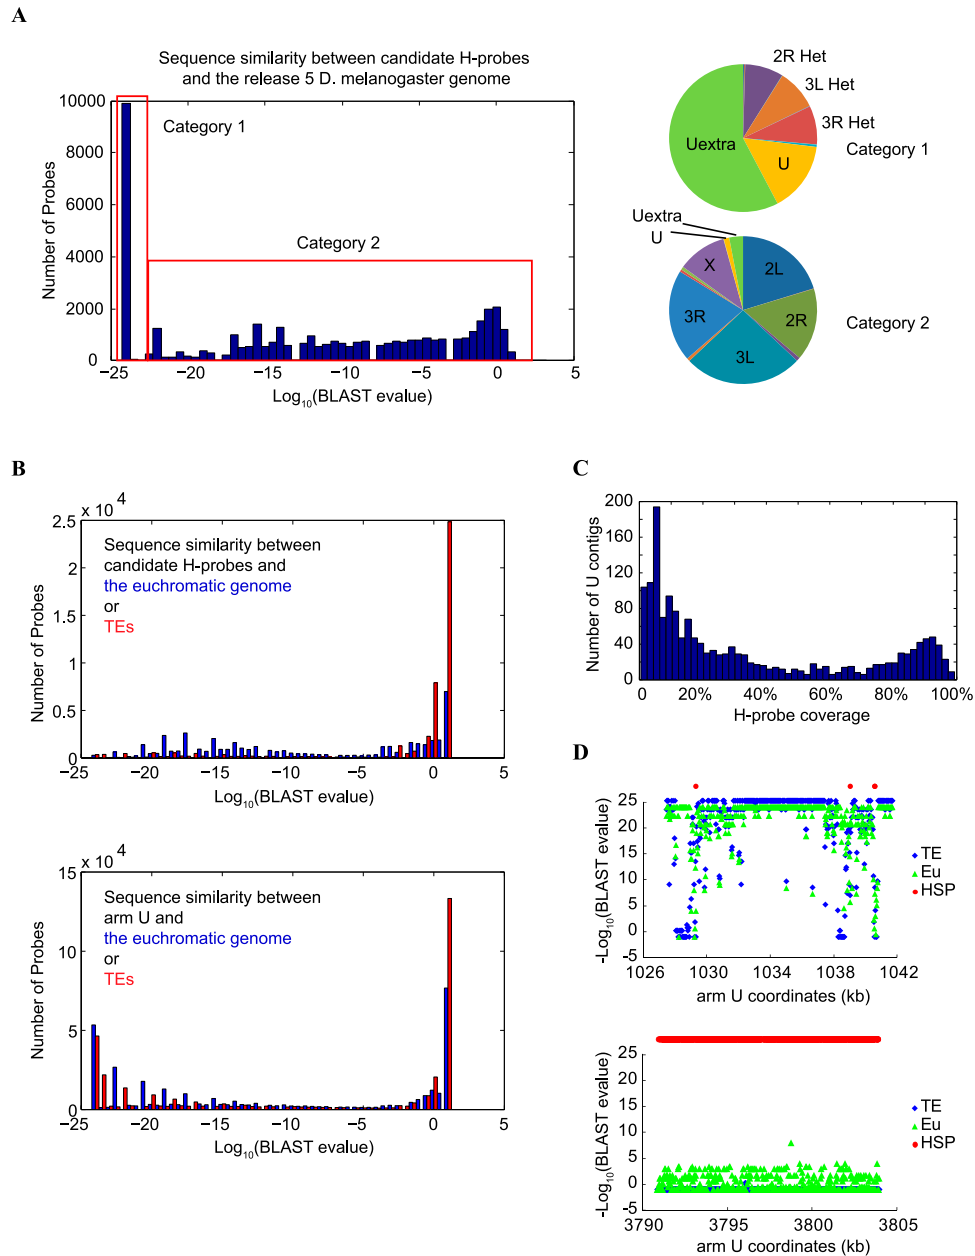 A
Sequence similarity between candidate H-probes
and the release 5 D. melanogaster genome
Number of Probes
10000
8000
6000
4000
2000
0
Category 1
Category 2
−25
−20
−15
−10
−5
0
5
Log10(BLAST evalue)
2R Het
3L Het
3R Het
Category 1
Uextra
U
Uextra
U
X
2L
2R
3R
3L
Category 2
B
x 10 4
Number of Probes
2.5
2
1.5
1
0.5
0
Sequence similarity between
candidate H-probes and
the euchromatic genome
or
TEs
−25
−20
−15
−10
−5
0
5
Log10(BLAST evalue)
x 10 4
Number of Probes
15
10
5
0
Sequence similarity between
arm U and
the euchromatic genome
or
TEs
−25
−20
−15
−10
−5
0
5
Log10(BLAST evalue)
C
Number of U contigs
200
160
120
80
40
0
0
20%
40%
60%
80%
100%
H-probe coverage
D
-Log10(BLAST evalue)
25
20
15
10
5
0
-5
1026
1030
1034
1038
1042
arm U coordinates (kb)
TE
Eu
HSP
-Log10(BLAST evalue)
25
20
15
10
5
0
-5
3790
3795
3800
3805
arm U coordinates (kb)
TE
Eu
HSP